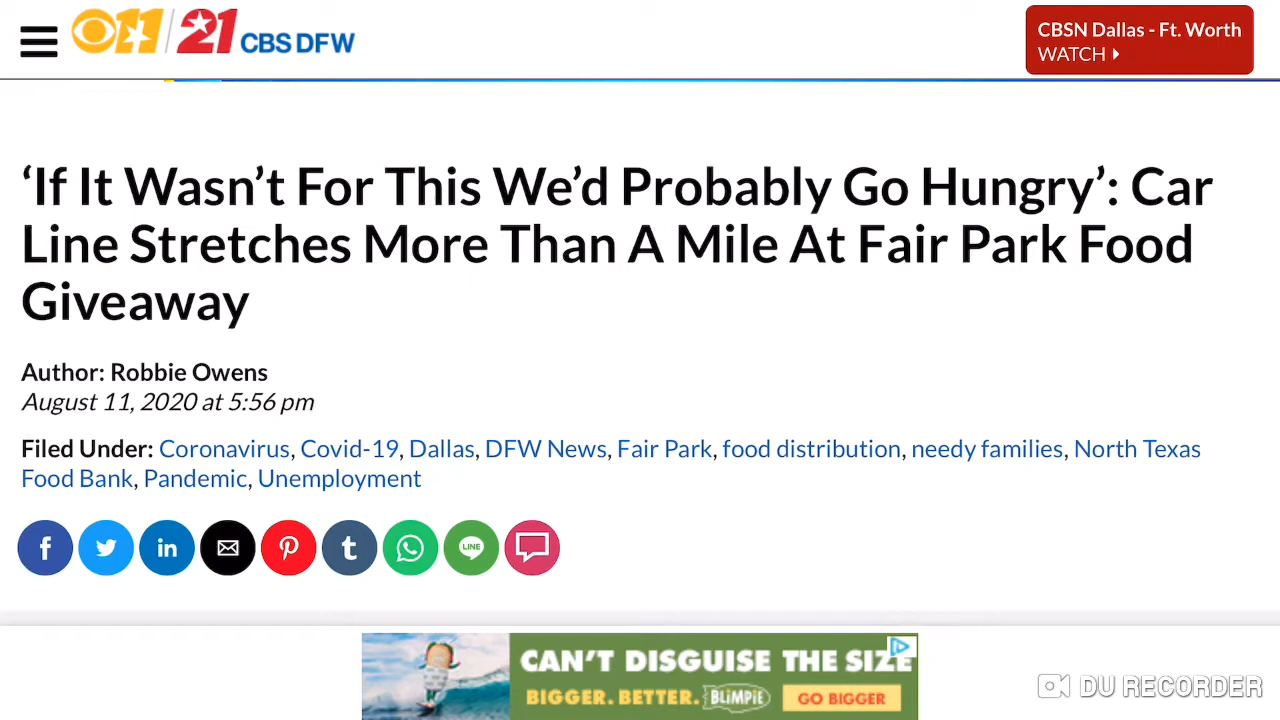 11 21 CBS DFW
CBSN Dallas - Ft. Worth
WATCH
‘If It Wasn’t For This We’d Probably Go Hungry’: Car
Line Stretches More Than A Mile At Fair Park Food
Giveaway
Author: Robbie Owens
August 11, 2020 at 5:56 pm
Filed Under: Coronavirus, Covid-19, Dallas, DFW News, Fair Park, food distribution, needy families, North Texas
Food Bank, Pandemic, Unemployment
LINE
CAN'T DISGUISE THE SIZE
BIGGER. BETTER. BLIMPIE GO BIGGER
DU RECORDER